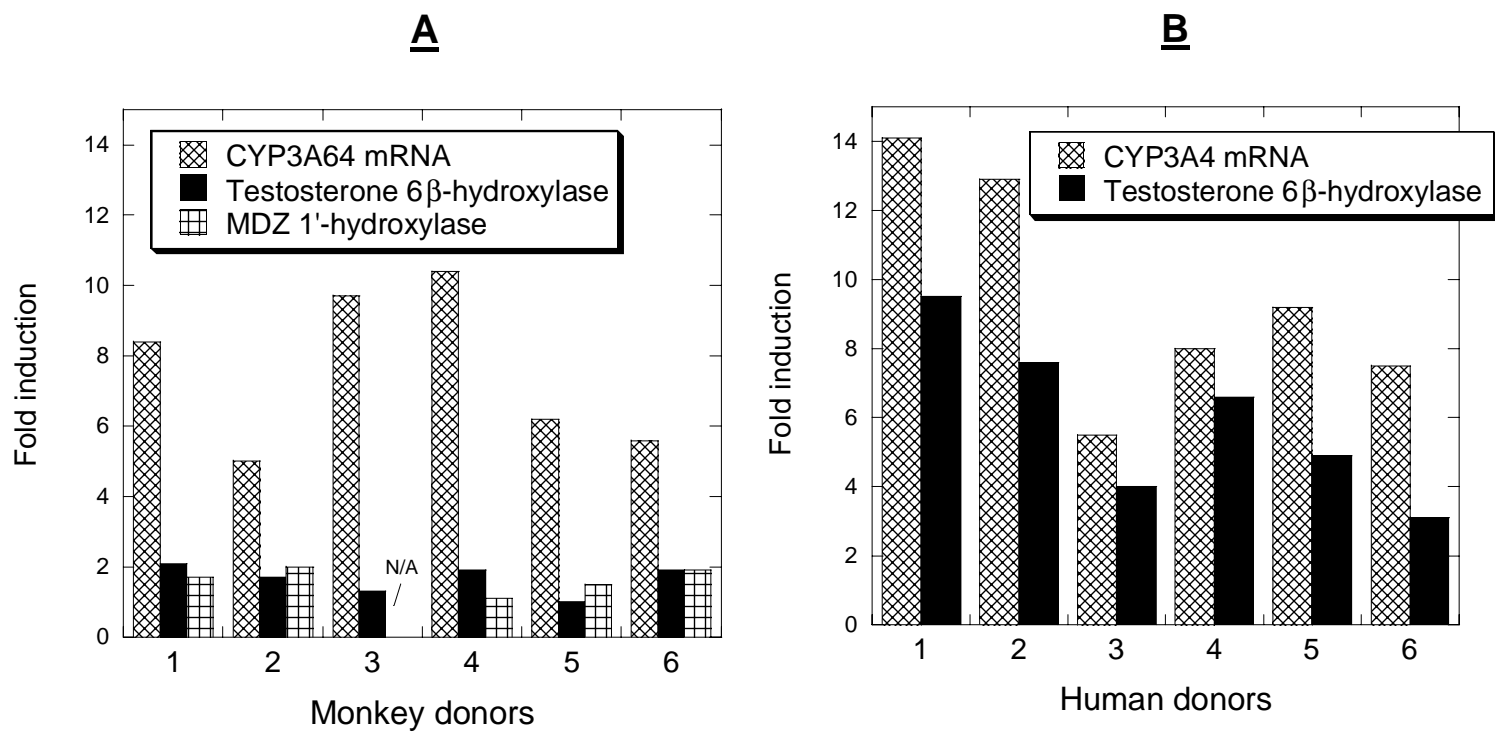 A
CYP3A64 mRNA
Testosterone 6β-hydroxylase
MDZ 1'-hydroxylase
Fold induction
14
12
10
8
6
4
2
0
N/A
1 2 3 4 5 6
Monkey donors
B
CYP3A4 mRNA
Testosterone 6β-hydroxylase
Fold induction
14
12
10
8
6
4
2
0
1 2 3 4 5 6
Human donors